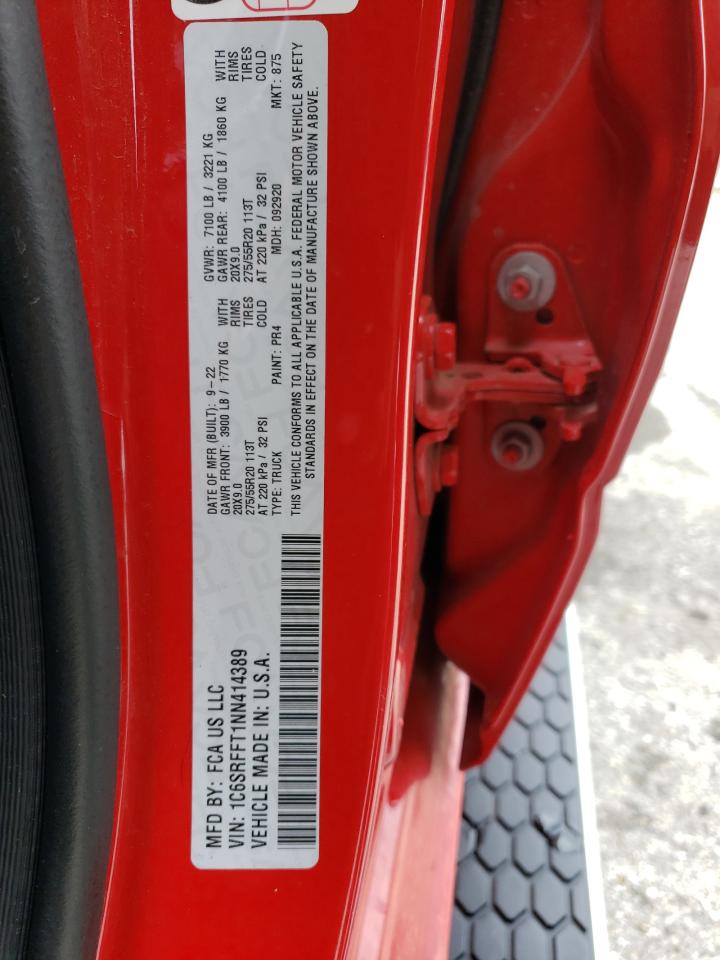 MFD BY: FCA US LLC
VIN: 1C6SRFFT1NN414389
VEHICLE MADE IN: U.S.A.
DATE OF MFR (BUILT): 9-22 GVWR: 7100 LB / 3221 KG
GAWR FRONT: 3900 LB / 1770 KG WITH GAWR REAR: 4100 LB / 1860 KG WITH
20X9.0 RIMS 20X9.0 RIMS
275/55R20 113T TIRES 275/55R20 113T TIRES
AT 220 kPa / 32 PSI COLD AT 220 kPa / 32 PSI COLD
TYPE: TRUCK PAINT: PR4 MDH: 092920 MKT: 875
THIS VEHICLE CONFORMS TO ALL APPLICABLE U.S.A. FEDERAL MOTOR VEHICLE SAFETY
STANDARDS IN EFFECT ON THE DATE OF MANUFACTURE SHOWN ABOVE.